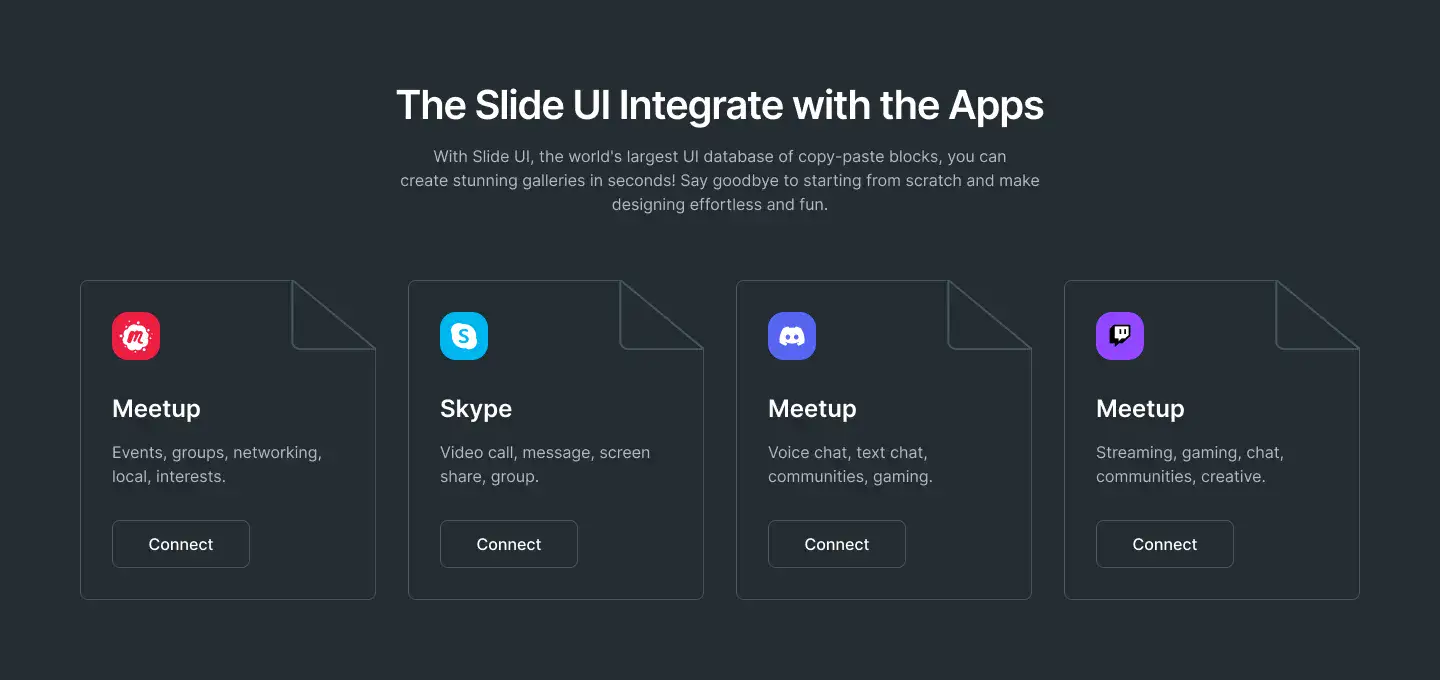 The Slide UI Integrate with the Apps
With Slide UI, the world's largest UI database of copy-paste blocks, you can
create stunning galleries in seconds! Say goodbye to starting from scratch and make
designing effortless and fun.
m
Meetup
Events, groups, networking,
local, interests.
Connect
S
Skype
Video call, message, screen
share, group.
Connect
Meetup
Voice chat, text chat,
communities, gaming.
Connect
Meetup
Streaming, gaming, chat,
communities, creative.
Connect